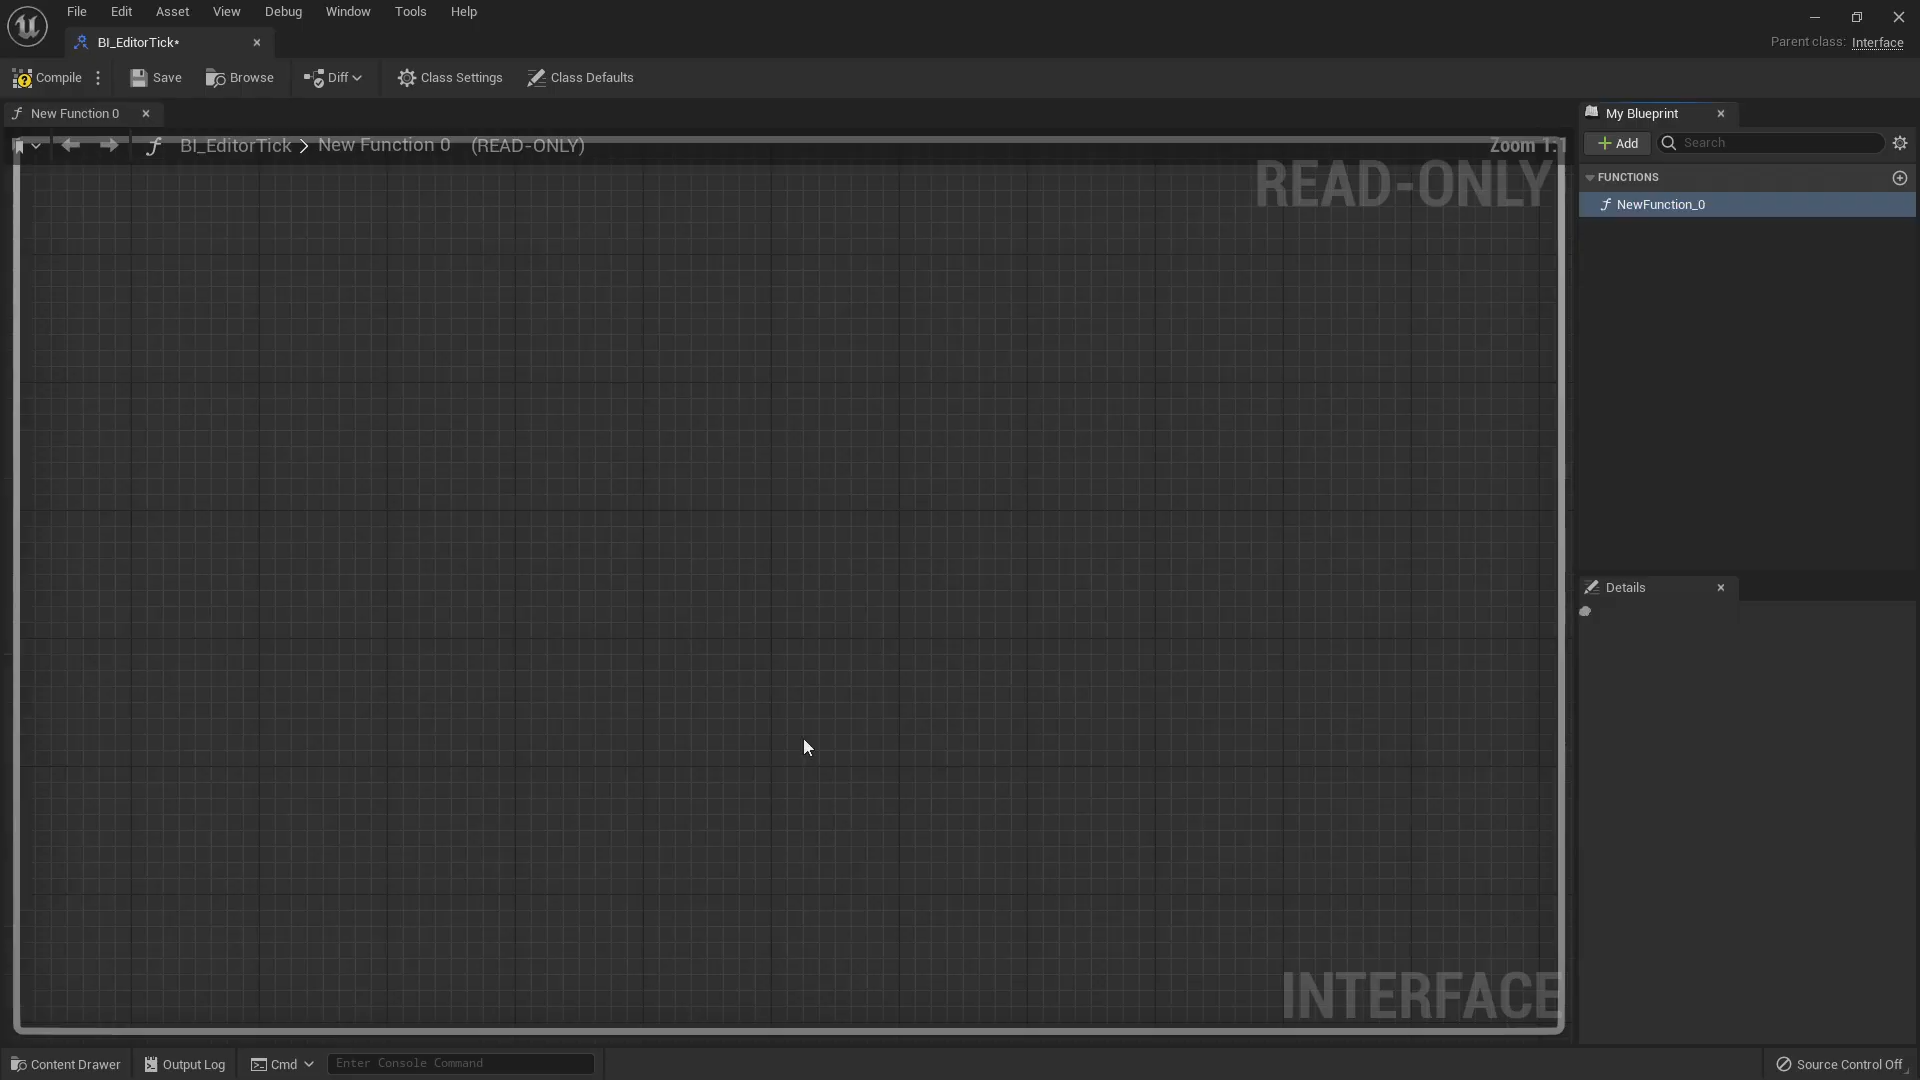 File Edit Asset View Debug Window Tools Help
BI_EditorTick*
Parent class: Interface
Compile Save Browse Diff Class Settings Class Defaults
New Function 0
My Blueprint
BI_EditorTick > New Function 0 (READ-ONLY)
Zoom 1:1
+ Add Search
READ-ONLY
FUNCTIONS
NewFunction_0
Details
INTERFACE
Content Drawer Output Log Cmd Enter Console Command Source Control Off